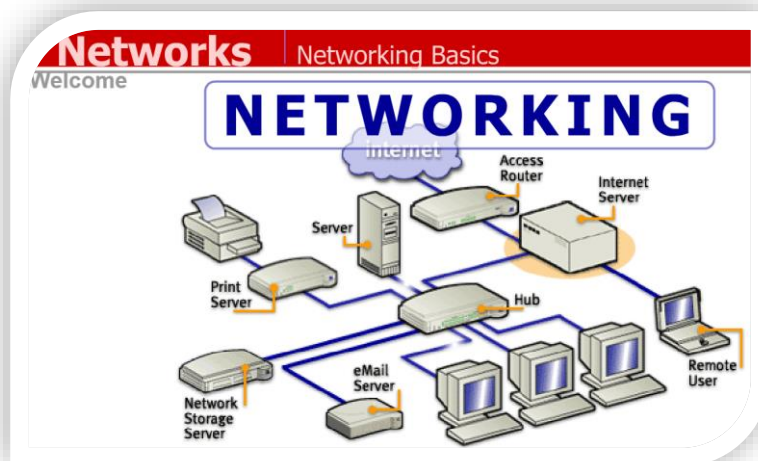 Networks
Networking Basics
Welcome
NETWORKING
internet
Access
Router
Internet
Server
Server
Print
Server
Hub
Remote
User
eMail
Server
Network
Storage
Server